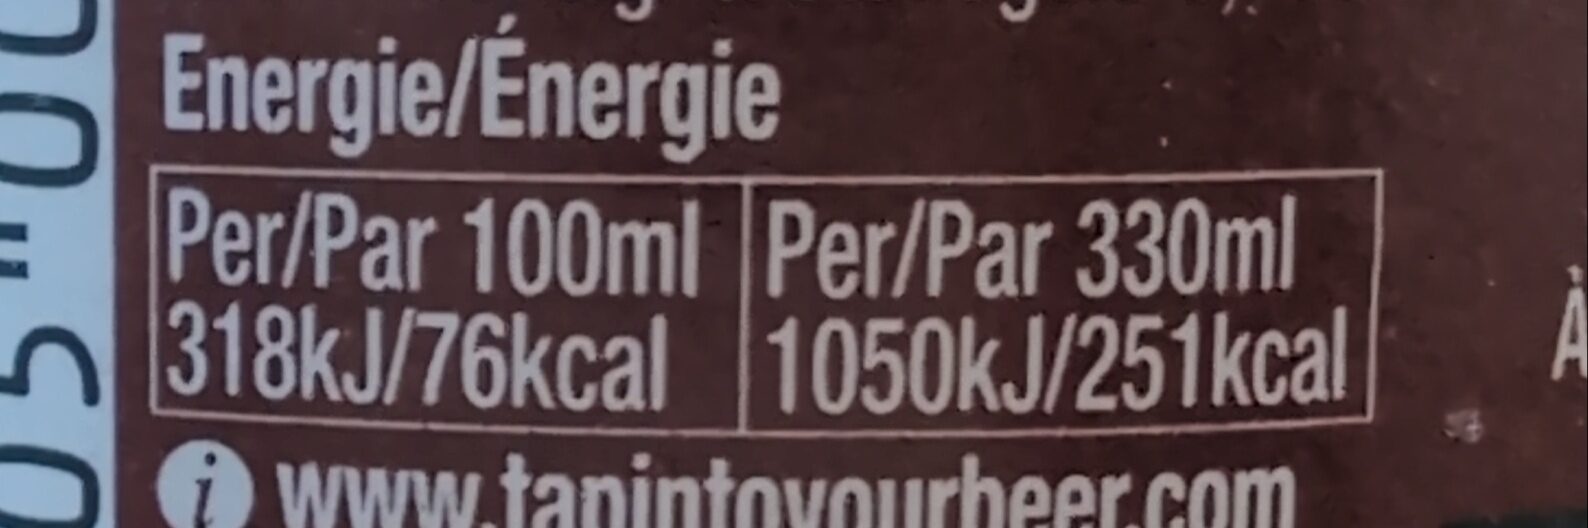 Energie/Énergie
Per/Par 100ml
318kJ/76kcal
Per/Par 330ml
1050kJ/251kcal
i www.tapintoyourbeer.com